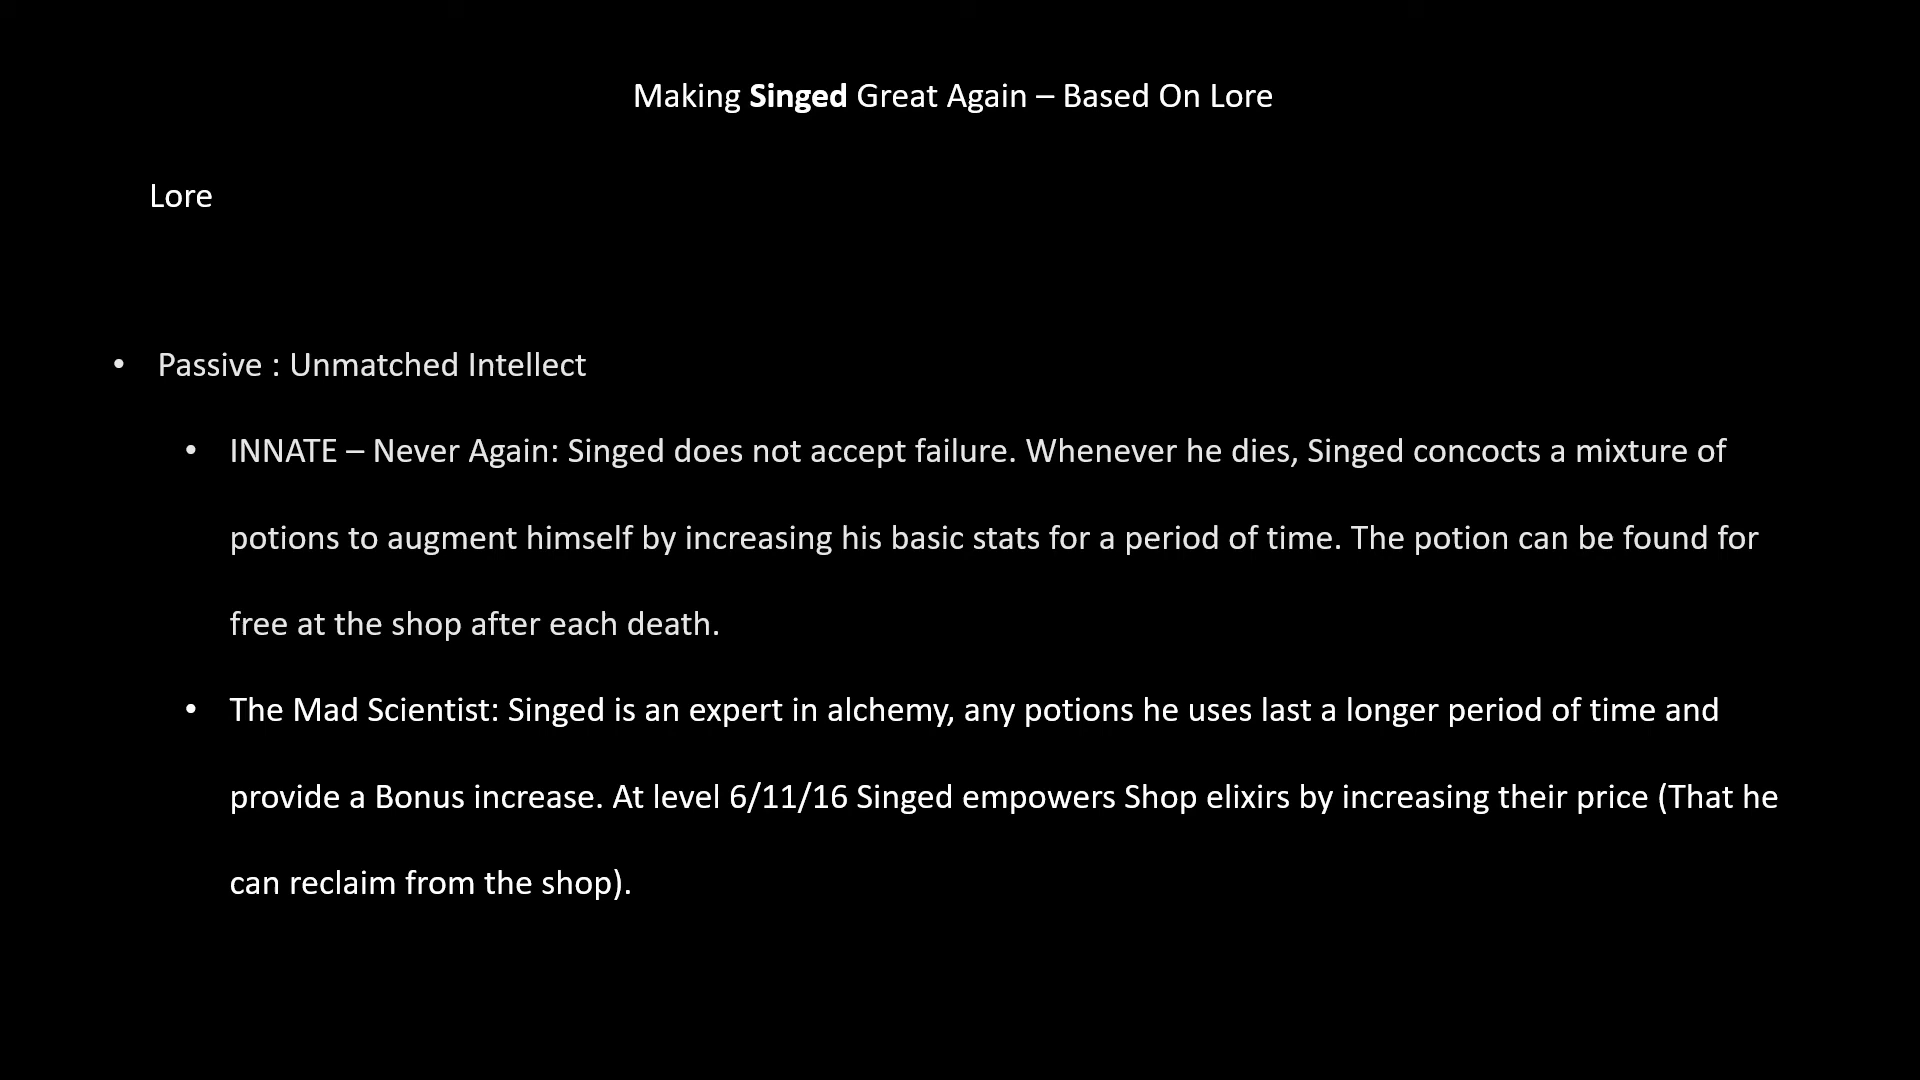 Making Singed Great Again – Based On Lore
Lore
• Passive : Unmatched Intellect
• INNATE – Never Again: Singed does not accept failure. Whenever he dies, Singed concocts a mixture of
potions to augment himself by increasing his basic stats for a period of time. The potion can be found for
free at the shop after each death.
• The Mad Scientist: Singed is an expert in alchemy, any potions he uses last a longer period of time and
provide a Bonus increase. At level 6/11/16 Singed empowers Shop elixirs by increasing their price (That he
can reclaim from the shop).